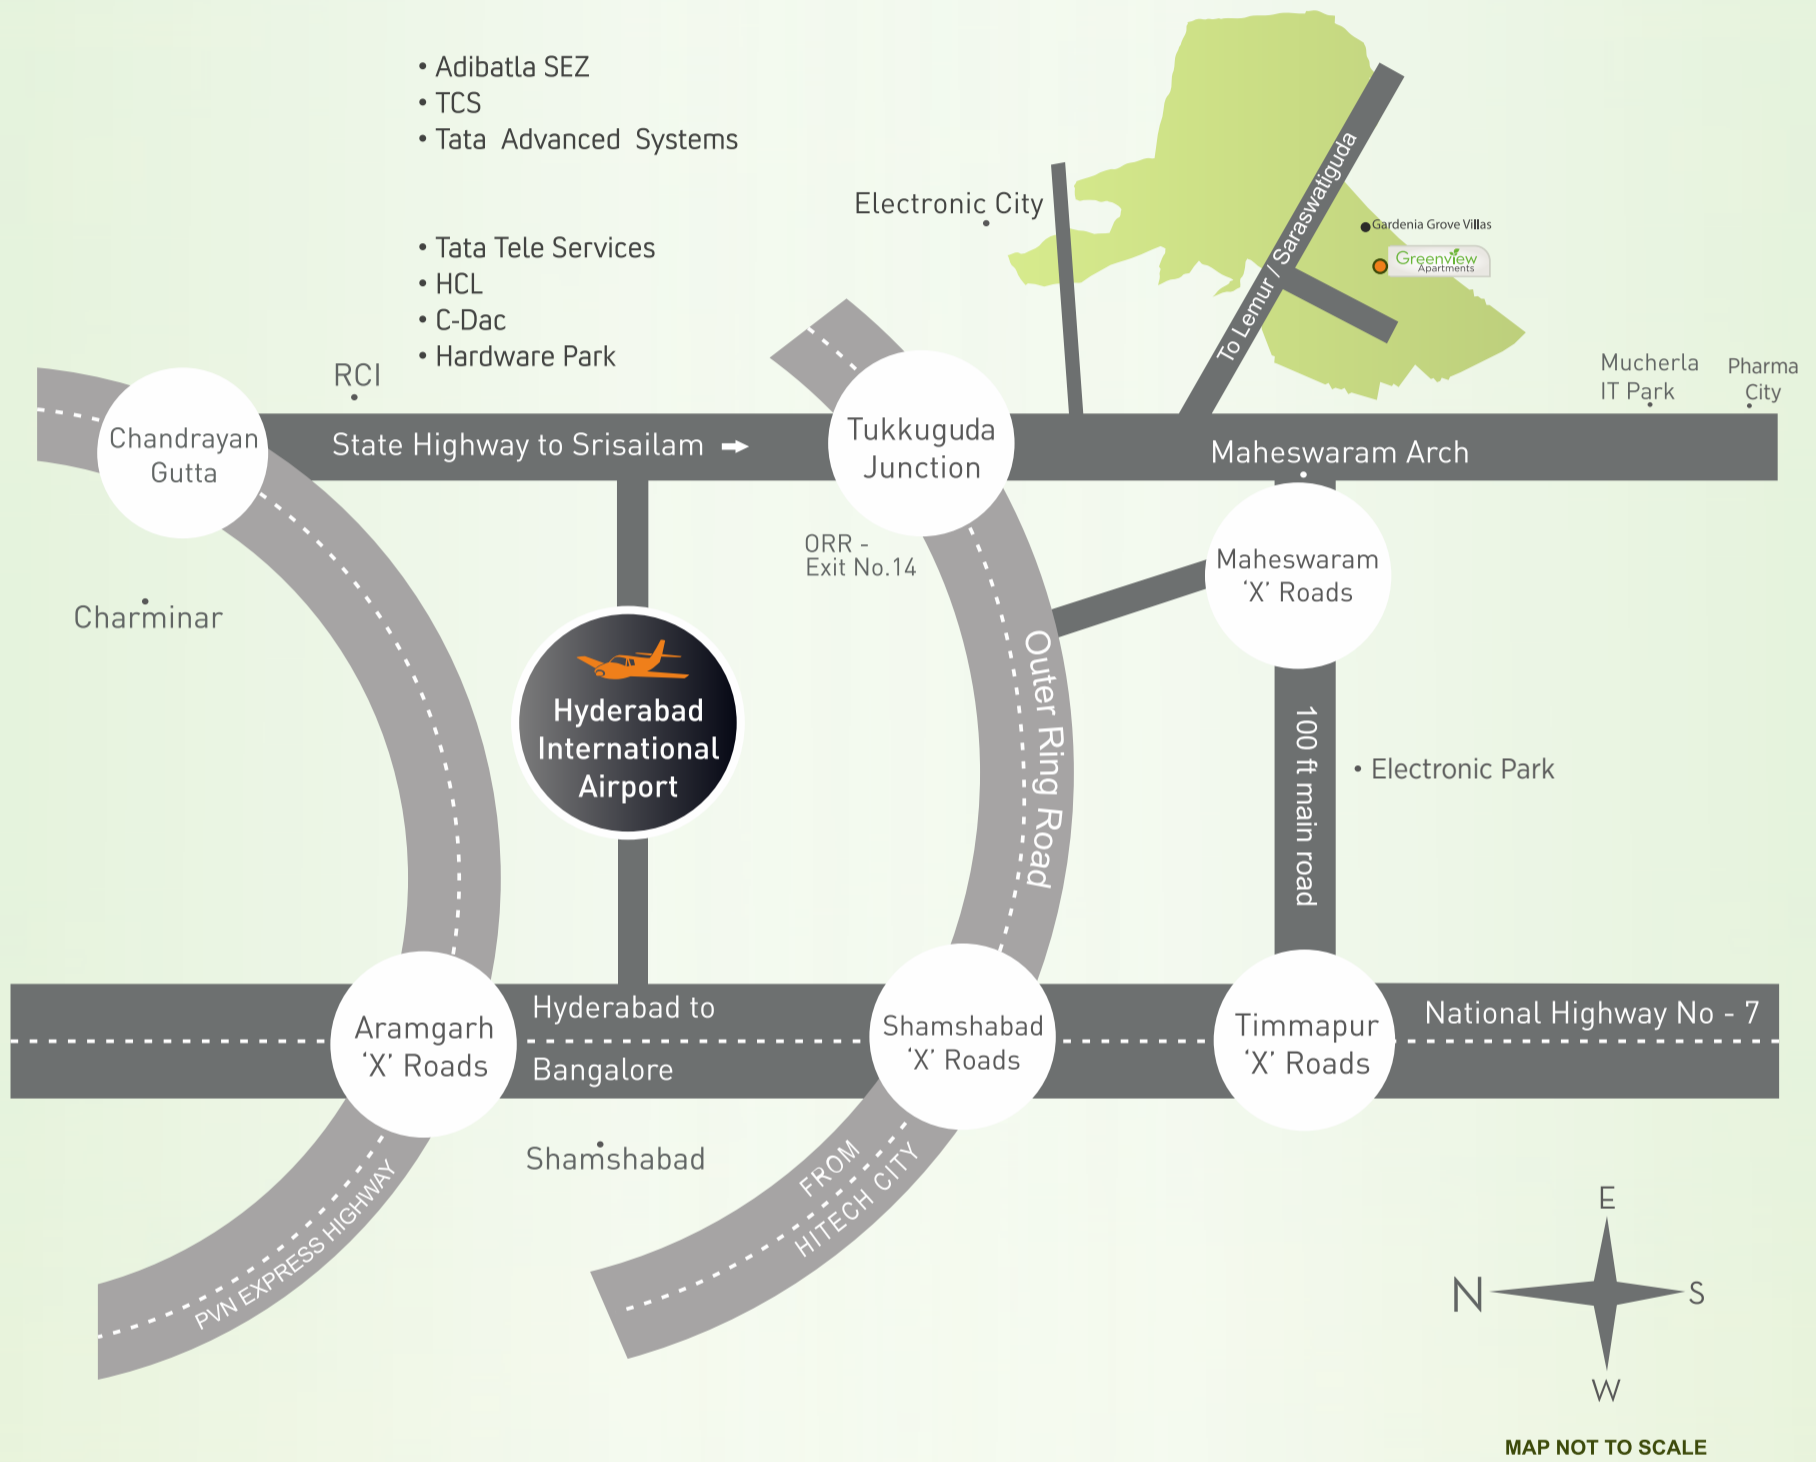 • Adibatla SEZ
• TCS
• Tata Advanced Systems
Electronic City
• Tata Tele Services
• HCL
• C-Dac
• Hardware Park
To Lemur / Saraswatiguda
Gardenia Grove Villas
Greenview
Apartments
RCI
Mucherla
IT Park
Pharma
City
Chandrayan
Gutta
State Highway to Srisailam
Tukkuguda
Junction
Maheswaram Arch
ORR -
Exit No.14
Maheswaram
‘X’ Roads
Charminar
Hyderabad
International
Airport
Outer Ring Road
100 ft main road
• Electronic Park
Aramgarh
‘X’ Roads
Hyderabad to
Bangalore
Shamshabad
‘X’ Roads
Timmapur
‘X’ Roads
National Highway No - 7
Shamshabad
PVN EXPRESS HIGHWAY
FROM
HITECH CITY
E
N
S
W
MAP NOT TO SCALE